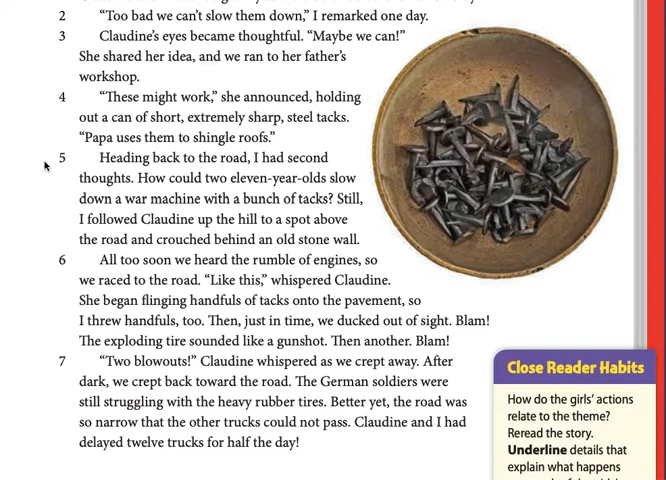 2 “Too bad we can’t slow them down,” I remarked one day.
3 Claudine’s eyes became thoughtful. “Maybe we can!”
She shared her idea, and we ran to her father’s
workshop.
4 “These might work,” she announced, holding
out a can of short, extremely sharp, steel tacks.
“Papa uses them to shingle roofs.”
5 Heading back to the road, I had second
thoughts. How could two eleven-year-olds slow
down a war machine with a bunch of tacks? Still,
I followed Claudine up the hill to a spot above
the road and crouched behind an old stone wall.
6 All too soon we heard the rumble of engines, so
we raced to the road. “Like this,” whispered Claudine.
She began flinging handfuls of tacks onto the pavement, so
I threw handfuls, too. Then, just in time, we ducked out of sight. Blam!
The exploding tire sounded like a gunshot. Then another. Blam!
7 “Two blowouts!” Claudine whispered as we crept away. After
dark, we crept back toward the road. The German soldiers were
still struggling with the heavy rubber tires. Better yet, the road was
so narrow that the other trucks could not pass. Claudine and I had
delayed twelve trucks for half the day!
Close Reader Habits
How do the girls’ actions
relate to the theme?
Reread the story.
Underline details that
explain what happens